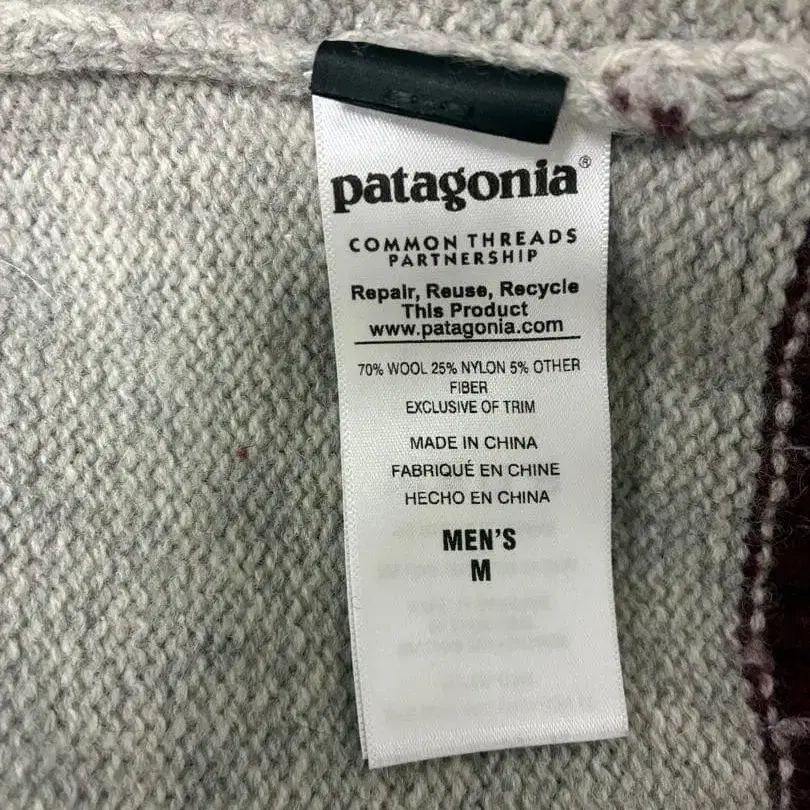 patagonia®
COMMON THREADS
PARTNERSHIP
Repair, Reuse, Recycle
This Product
www.patagonia.com
70% WOOL 25% NYLON 5% OTHER
FIBER
EXCLUSIVE OF TRIM
MADE IN CHINA
FABRIQUÉ EN CHINE
HECHO EN CHINA
MEN'S
M